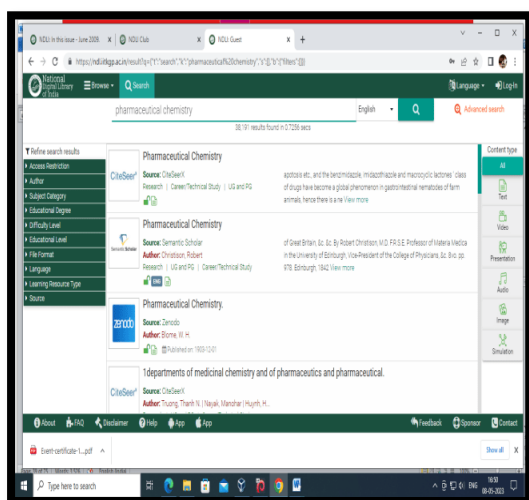 NDLI: In this issue - June 2009. x
NDLI Club x
NDLI: Guest x +
https://ndl.iitkgp.ac.in/result?q={"t":"search","k":"pharmaceutical%20chemistry","s":[],"b":{"filters":[]}}
National Digital Library of India
Browse
Search
Language
Log-In
pharmaceutical chemistry
English
Advanced search
38,191 results found in 0.7256 secs
Refine search results
Access Restriction
Author
Subject Category
Educational Degree
Difficulty Level
Educational Level
File Format
Language
Learning Resource Type
Source
Pharmaceutical Chemistry
CiteSeerX
Source: CiteSeerX
Research | Career/Technical Study | UG and PG
apotosis etc., and the benzimidazole, imidazothiazole and macrocyclic lactones ' class
of drugs have become a global phenomenon in gastrointestinal nematodes of farm
animals, hence there is a ne View more
Pharmaceutical Chemistry
Semantic Scholar
Source: Semantic Scholar
Author: Christison, Robert
Research | UG and PG | Career/Technical Study
ENG
of Great Britain, &c. &c. By Robert Christison, M.D. F.R.S.E. Professor of Materia Medica
in the University of Edinburgh, Vice-President of the College of Physicians, &c. 8vo. pp.
978. Edinburgh, 1842 View more
Pharmaceutical Chemistry.
zenodo
Source: Zenodo
Author: Blome, W. H.
Published on: 1903-12-01
1departments of medicinal chemistry and of pharmaceutics and pharmaceutical.
CiteSeerX
Source: CiteSeerX
Author: Truong, Thanh N. | Nayak, Manohar | Huynh, H...
Content type
All
Text
Video
Presentation
Audio
Image
Simulation
About
FAQ
Disclaimer
Help
App
App
Feedback
Sponsor
Contact
Event-certificate-1....pdf
Show all X
Type here to search
ENG
16:50
08-05-2023